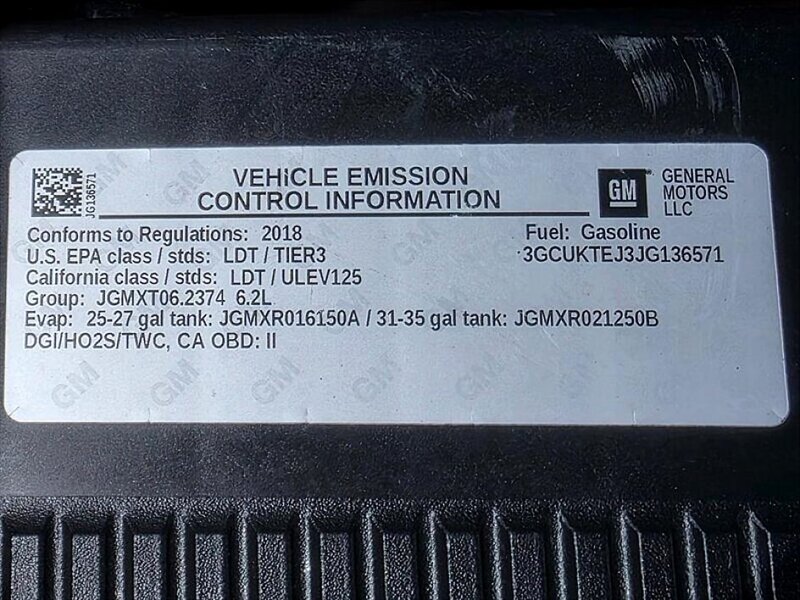 JG136571
VEHiCLE EMISSION
CONTROL INFORMATION
GM
GENERAL
MOTORS
LLC
Conforms to Regulations: 2018
Fuel: Gasoline
U.S. EPA class / stds: LDT / TIER3
3GCUKTEJ3JG136571
California class / stds: LDT / ULEV125
Group: JGMXT06.2374 6.2L
Evap: 25-27 gal tank: JGMXR016150A / 31-35 gal tank: JGMXR021250B
DGI/HO2S/TWC, CA OBD: II